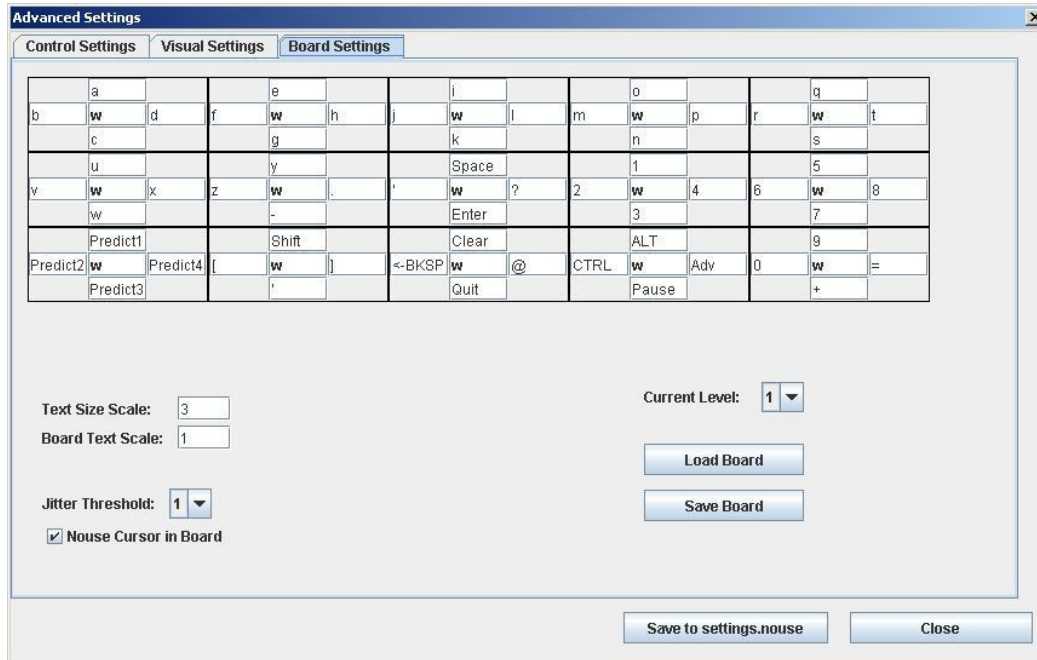 Advanced Settings
Control Settings Visual Settings Board Settings
a e i o q
b w d f w h j w l m w p r w t
c g k n s
u y Space 1 5
v w x z w . ' w ? 2 w 4 6 w 8
w - Enter 3 7
Predict1 Shift Clear ALT 9
Predict2 w Predict4 [ w ] <-BKSP w @ CTRL w Adv 0 w =
Predict3 ' Quit Pause +
Text Size Scale: 3
Board Text Scale: 1
Current Level: 1
Load Board
Jitter Threshold: 1
Save Board
Nouse Cursor in Board
Save to settings.nouse Close